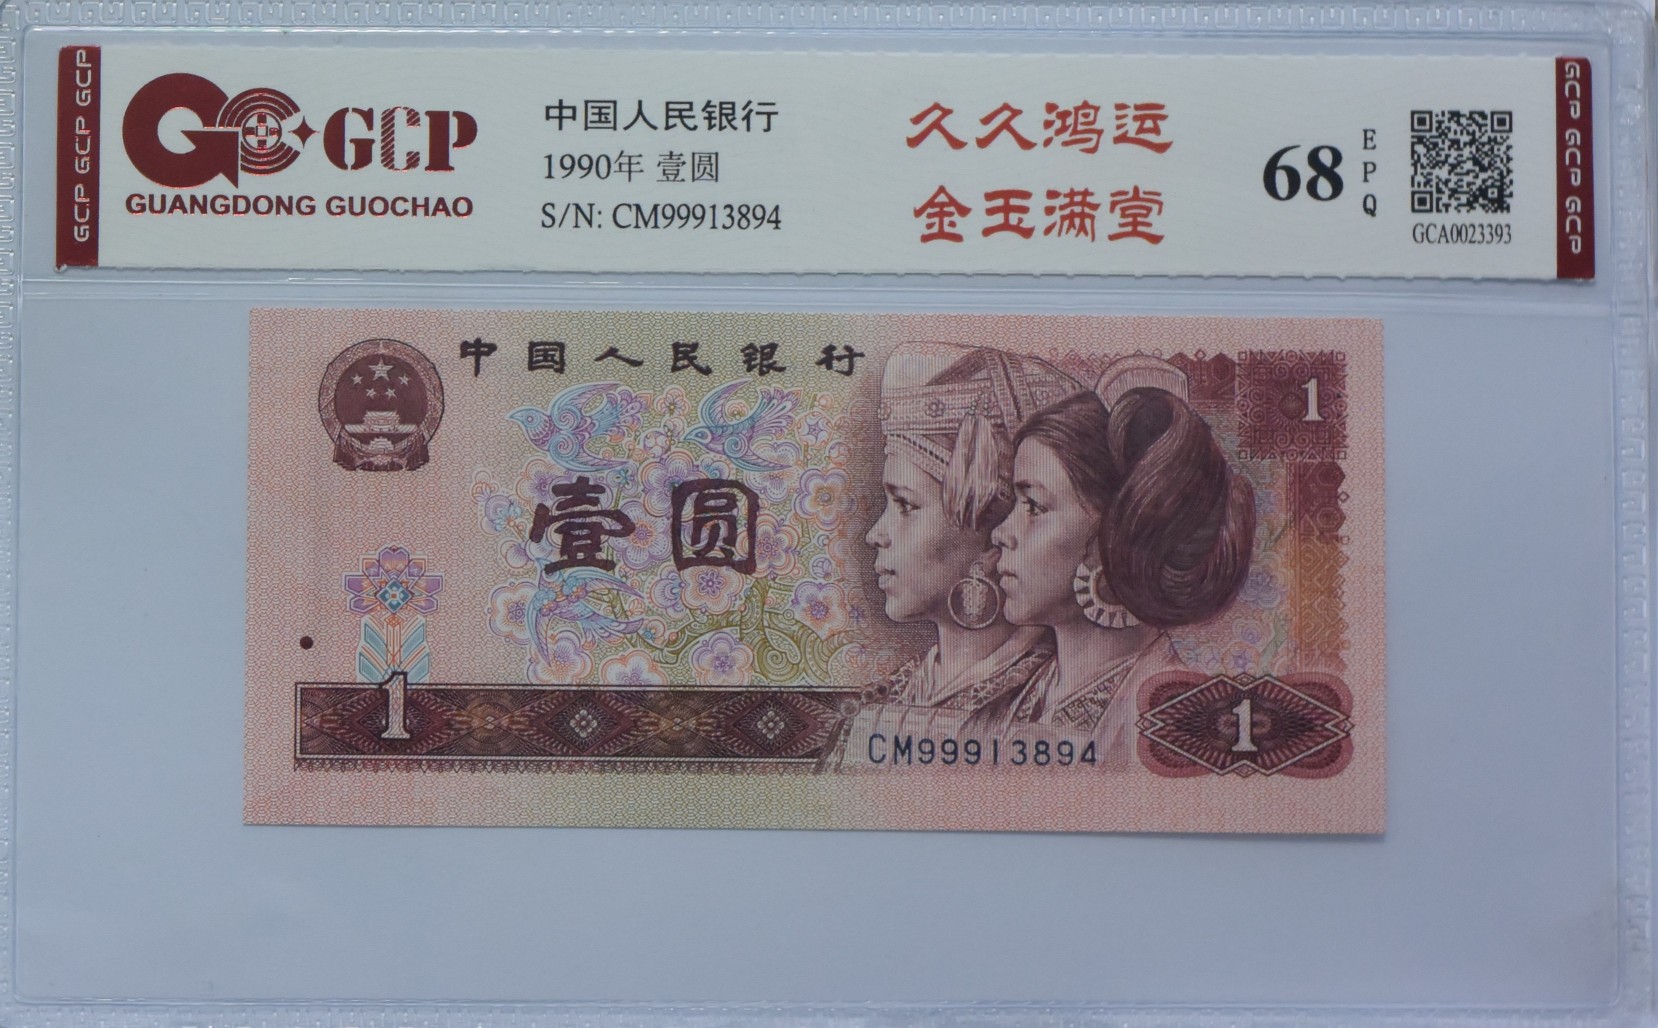 GCP GCP GCP
GCP
GUANGDONG GUOCHAO
中国人民银行
1990年 壹圆
S/N: CM99913894
久久鸿运
金玉满堂
68
EPQ
GCA0023393
GCP GCP GCP
中国人民银行
1
壹圆
1
CM99913894
1